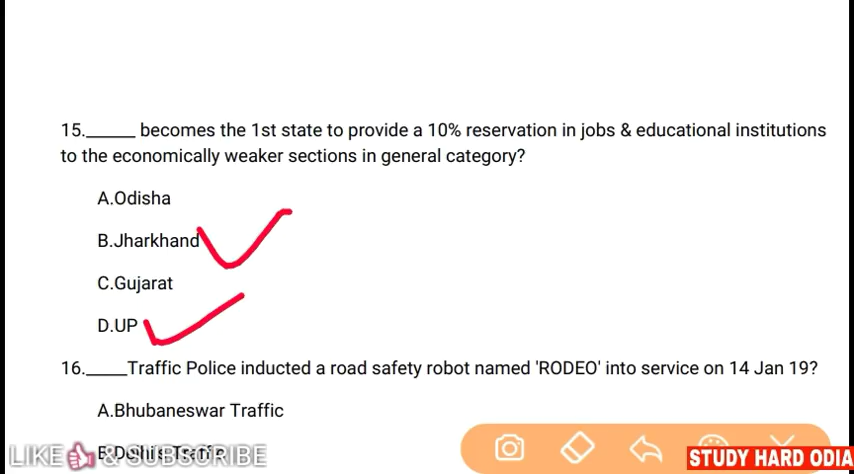 15.______ becomes the 1st state to provide a 10% reservation in jobs & educational institutions
to the economically weaker sections in general category?
A.Odisha
B.Jharkhand
C.Gujarat
D.UP
16._____Traffic Police inducted a road safety robot named 'RODEO' into service on 14 Jan 19?
A.Bhubaneswar Traffic
LIKE & SUBSCRIBE
STUDY HARD ODIA